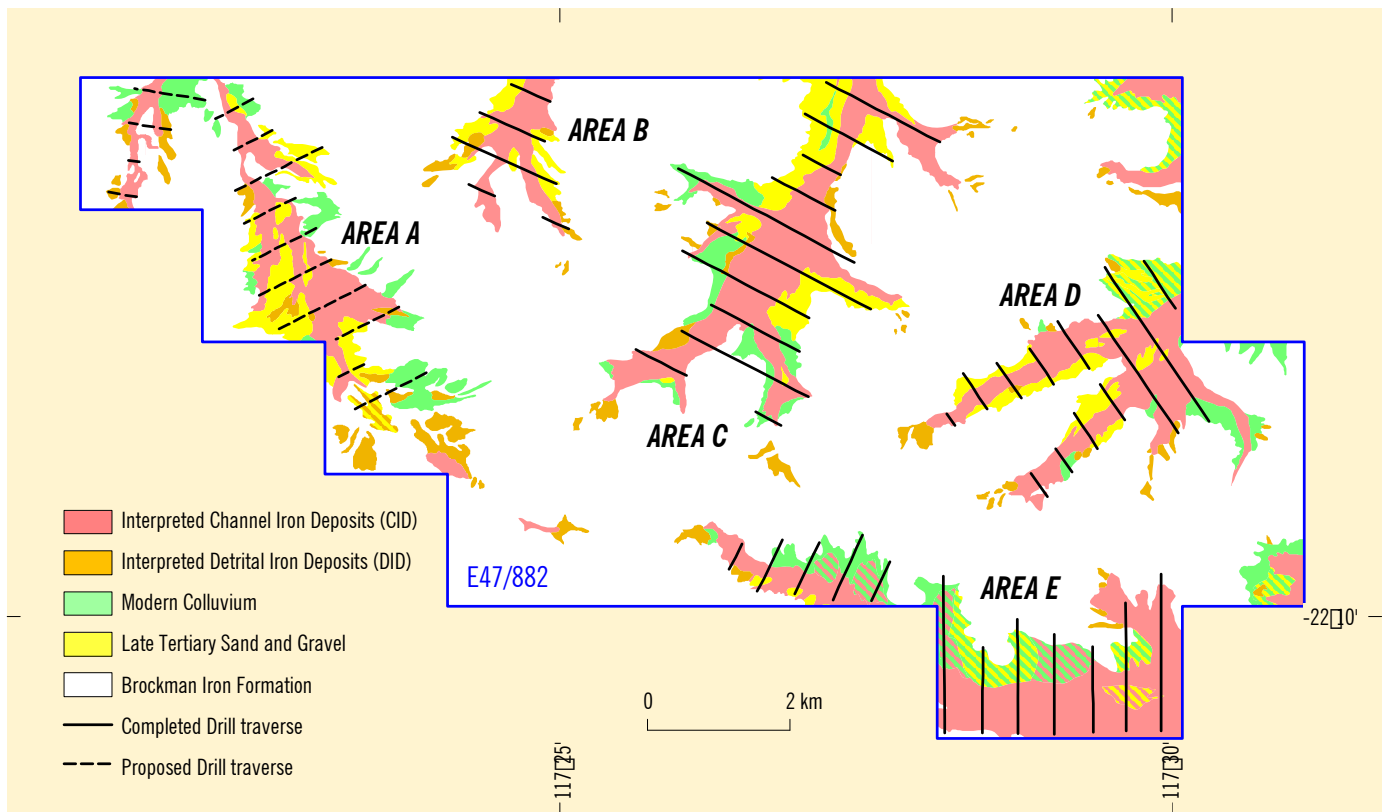 AREA B
AREA A
AREA D
AREA C
Interpreted Channel Iron Deposits (CID)
Interpreted Detrital Iron Deposits (DID)
E47/882
AREA E
Modern Colluvium
-22▯10'
Late Tertiary Sand and Gravel
Brockman Iron Formation
0 2 km
Completed Drill traverse
Proposed Drill traverse
117▯25'
117▯30'